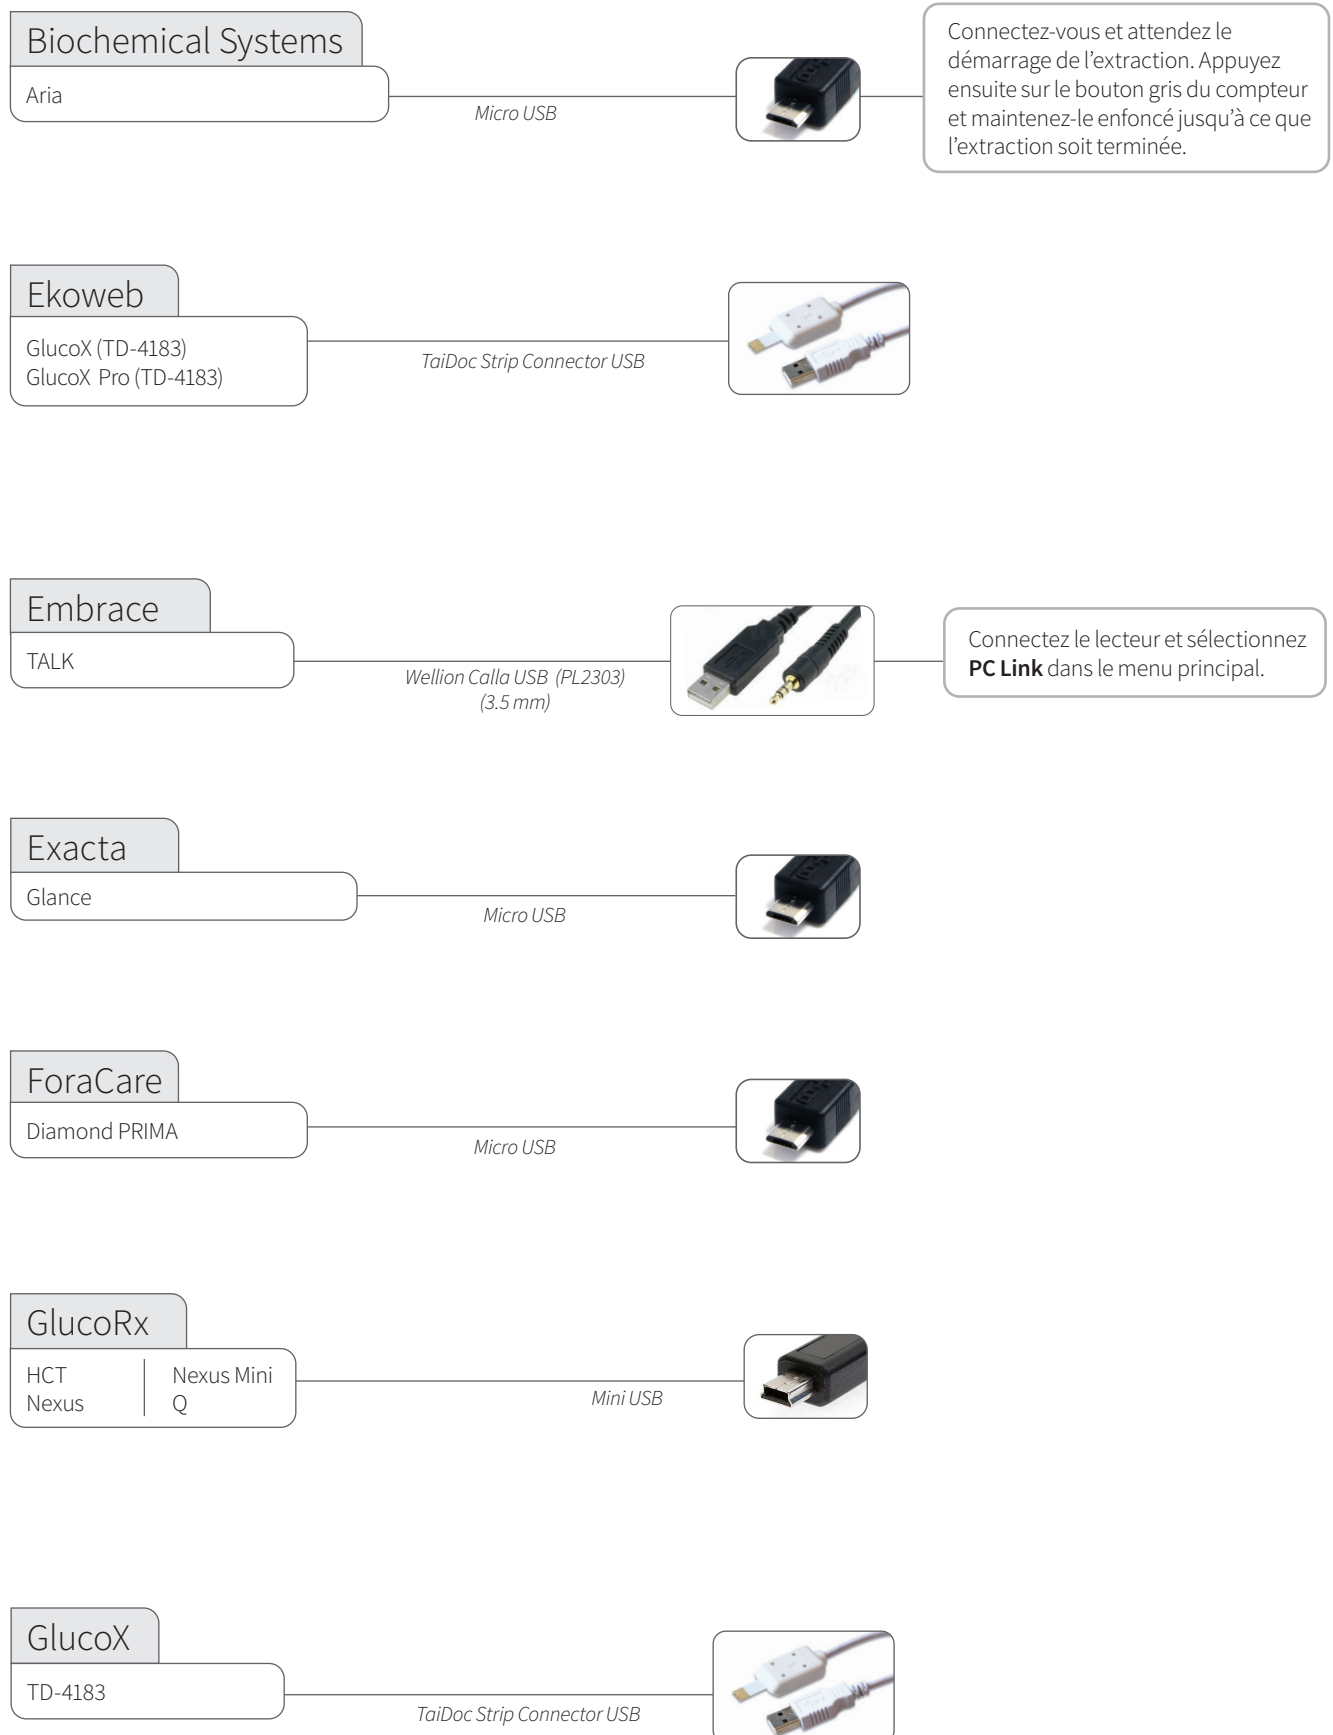 Biochemical Systems
Aria
Micro USB
Connectez-vous et attendez le
démarrage de l’extraction. Appuyez
ensuite sur le bouton gris du compteur
et maintenez-le enfoncé jusqu’à ce que
l’extraction soit terminée.
Ekoweb
GlucoX (TD-4183)
GlucoX Pro (TD-4183)
TaiDoc Strip Connector USB
Embrace
TALK
Wellion Calla USB (PL2303)
(3.5 mm)
Connectez le lecteur et sélectionnez
PC Link dans le menu principal.
Exacta
Glance
Micro USB
ForaCare
Diamond PRIMA
Micro USB
GlucoRx
HCT
Nexus
Nexus Mini
Q
Mini USB
GlucoX
TD-4183
TaiDoc Strip Connector USB